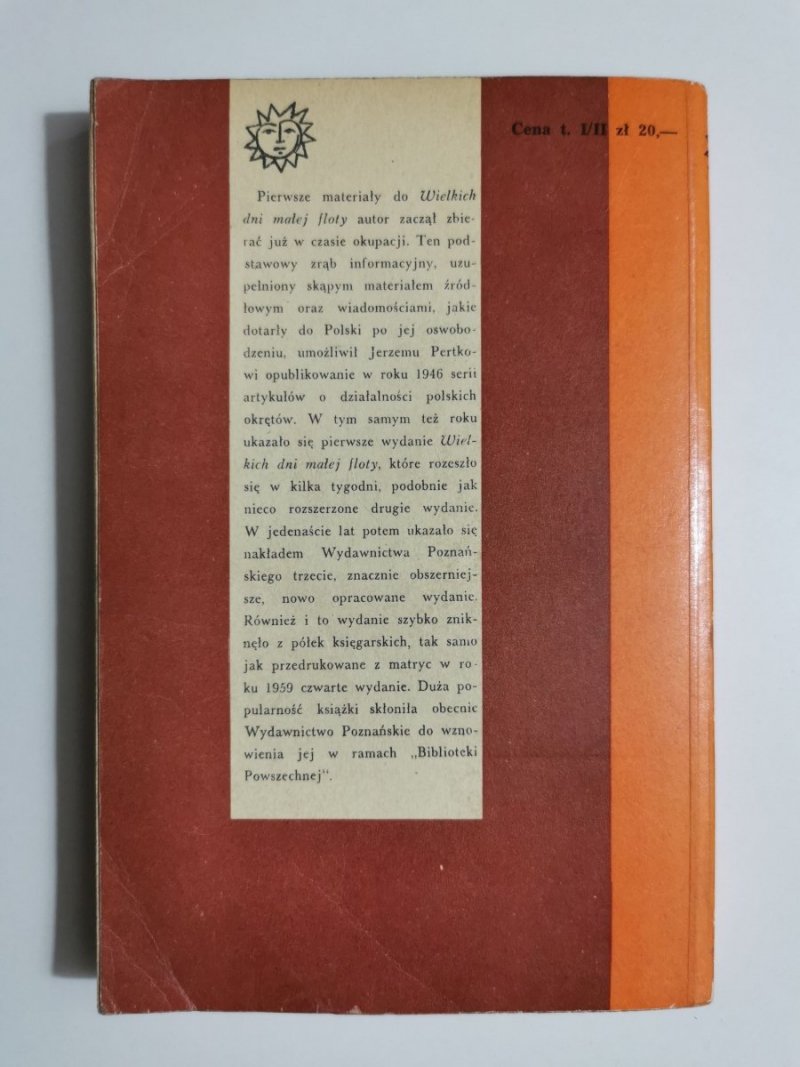 Cena t. I/II zł 20,—
Pierwsze materiały do Wielkich
dni małej floty autor zaczął zbie-
rać już w czasie okupacji. Ten pod-
stawowy zrąb informacyjny, uzu-
pełniony skąpym materiałem źród-
łowym oraz wiadomościami, jakie
dotarły do Polski po jej oswobo-
dzeniu, umożliwił Jerzemu Pertko-
wi opublikowanie w roku 1946 serii
artykułów o działalności polskich
okrętów. W tym samym też roku
ukazało się pierwsze wydanie Wiel-
kich dni małej floty, które rozeszło
się w kilka tygodni, podobnie jak
nieco rozszerzone drugie wydanie.
W jedenaście lat potem ukazało się
nakładem Wydawnictwa Poznań-
skiego trzecie, znacznie obszerniej-
sze, nowo opracowane wydanie.
Również i to wydanie szybko znik-
nęło z półek księgarskich, tak samo
jak przedrukowane z matryc w ro-
ku 1959 czwarte wydanie. Duża po-
pularność książki skłoniła obecnie
Wydawnictwo Poznańskie do wzno-
wienia jej w ramach „Biblioteki
Powszechnej“.